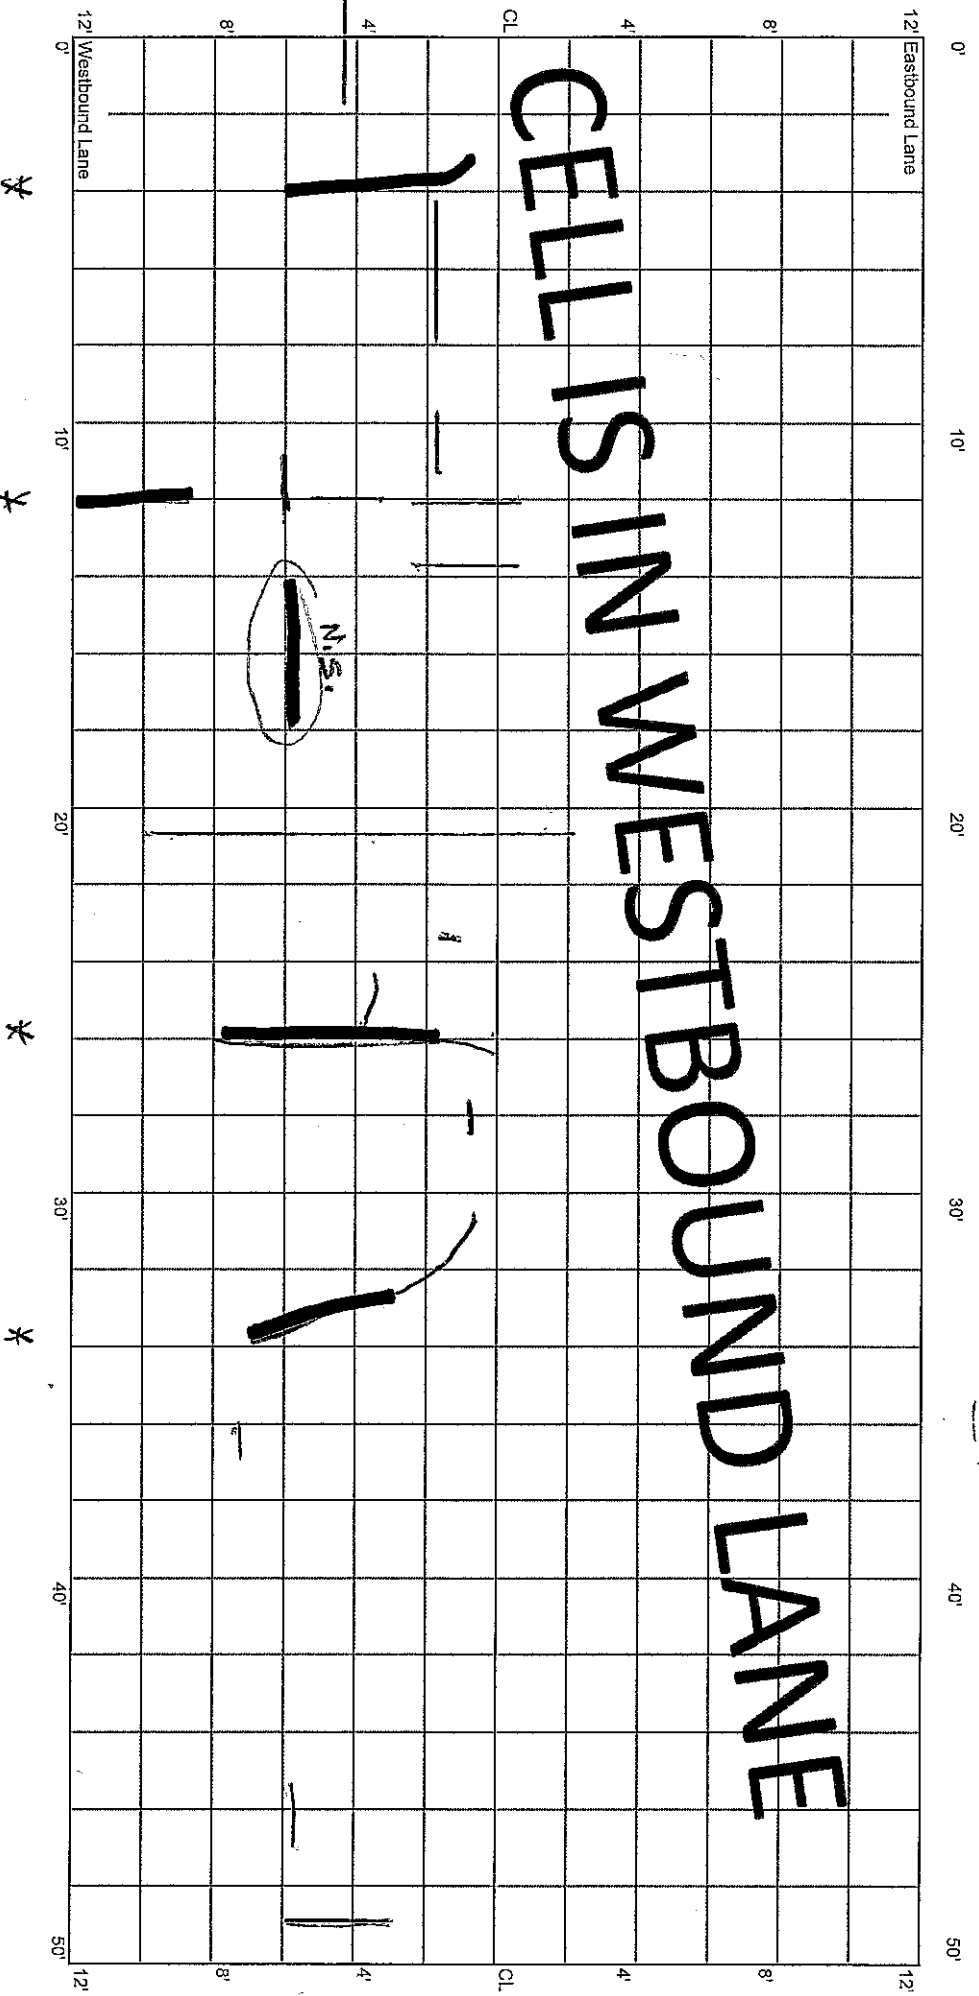 12' Eastbound Lane
8'
4'
CL
4'
8'
12' Westbound Lane
0' 10' 20' 30' 40' 50'
CELL IS IN WESTBOUND LANE
N.S.
0' 10' 20' 30' 40' 50'
* * * *
12'
8'
4'
CL
4'
8'
12'